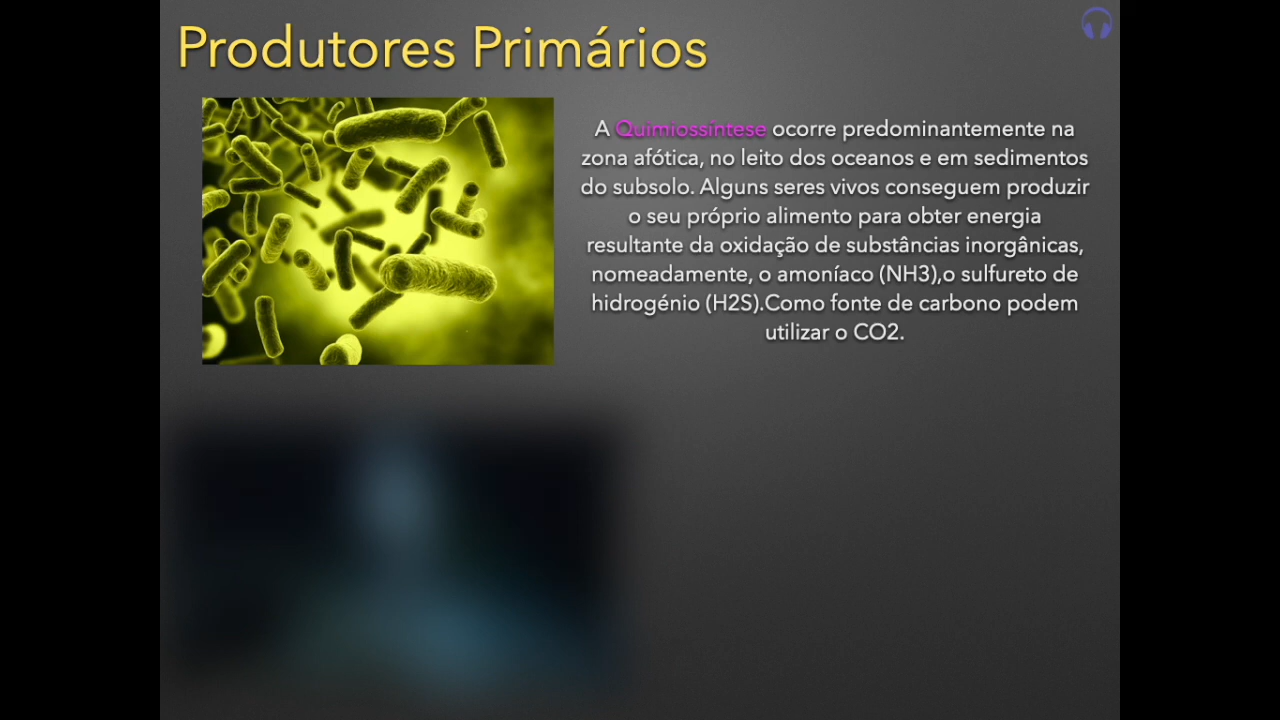 Produtores Primários
A Quimiossíntese ocorre predominantemente na
zona afótica, no leito dos oceanos e em sedimentos
do subsolo. Alguns seres vivos conseguem produzir
o seu próprio alimento para obter energia
resultante da oxidação de substâncias inorgânicas,
nomeadamente, o amoníaco (NH3),o sulfureto de
hidrogénio (H2S).Como fonte de carbono podem
utilizar o CO2.